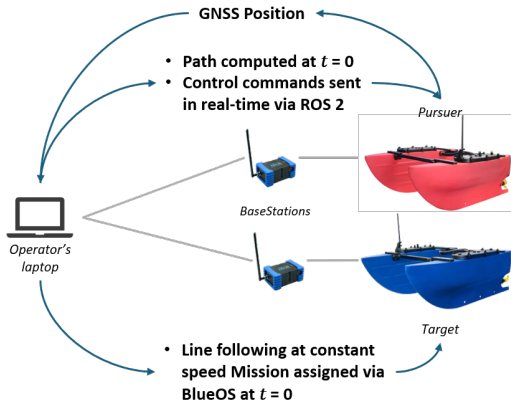 GNSS Position
• Path computed at t = 0
• Control commands sent
in real-time via ROS 2
Pursuer
BaseStations
Operator's
laptop
Target
• Line following at constant
speed Mission assigned via
BlueOS at t = 0